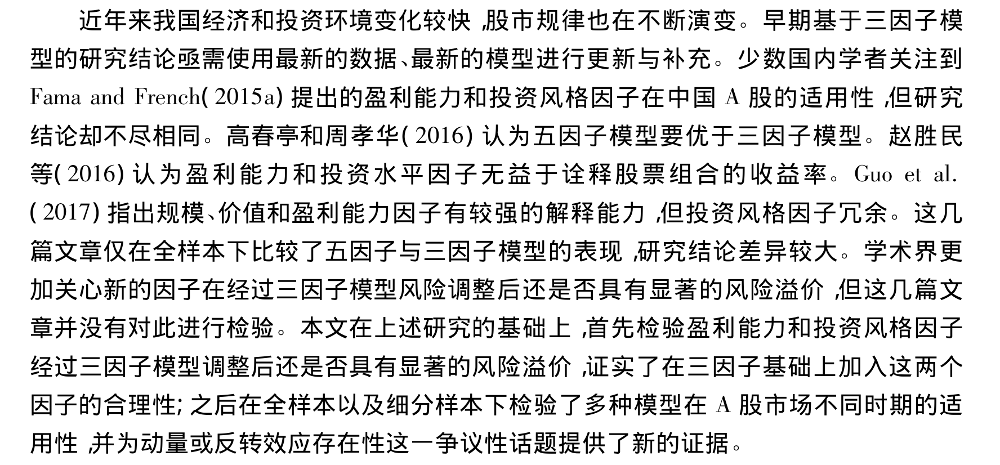 近年来我国经济和投资环境变化较快,股市规律也在不断演变。早期基于三因子模
型的研究结论亟需使用最新的数据、最新的模型进行更新与补充。少数国内学者关注到
Fama and French(2015a)提出的盈利能力和投资风格因子在中国 A 股的适用性,但研究
结论却不尽相同。高春亭和周孝华(2016)认为五因子模型要优于三因子模型。赵胜民
等(2016)认为盈利能力和投资水平因子无益于诠释股票组合的收益率。Guo et al.
(2017)指出规模、价值和盈利能力因子有较强的解释能力,但投资风格因子冗余。这几
篇文章仅在全样本下比较了五因子与三因子模型的表现,研究结论差异较大。学术界更
加关心新的因子在经过三因子模型风险调整后还是否具有显著的风险溢价,但这几篇文
章并没有对此进行检验。本文在上述研究的基础上,首先检验盈利能力和投资风格因子
经过三因子模型调整后还是否具有显著的风险溢价,证实了在三因子基础上加入这两个
因子的合理性;之后在全样本以及细分样本下检验了多种模型在 A 股市场不同时期的适
用性,并为动量或反转效应存在性这一争议性话题提供了新的证据。